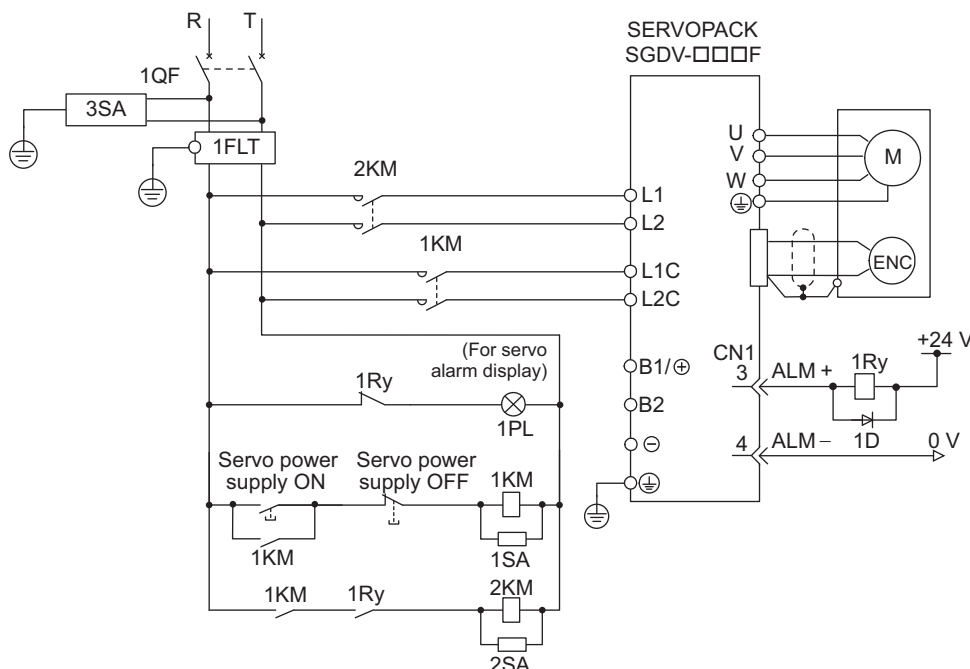 R T
SERVOPACK
SGDV-□□□F
1QF
3SA
1FLT
U
V
M
W
2KM
L1
L2
1KM
ENC
L1C
L2C
(For servo
alarm display)
CN1
+24 V
1Ry
B1/⊕
3 ALM +
1Ry
B2
1PL
1D
⊖
4 ALM − 0 V
Servo power
supply ON
Servo power
supply OFF
1KM
1KM
1SA
1KM
1Ry
2KM
2SA